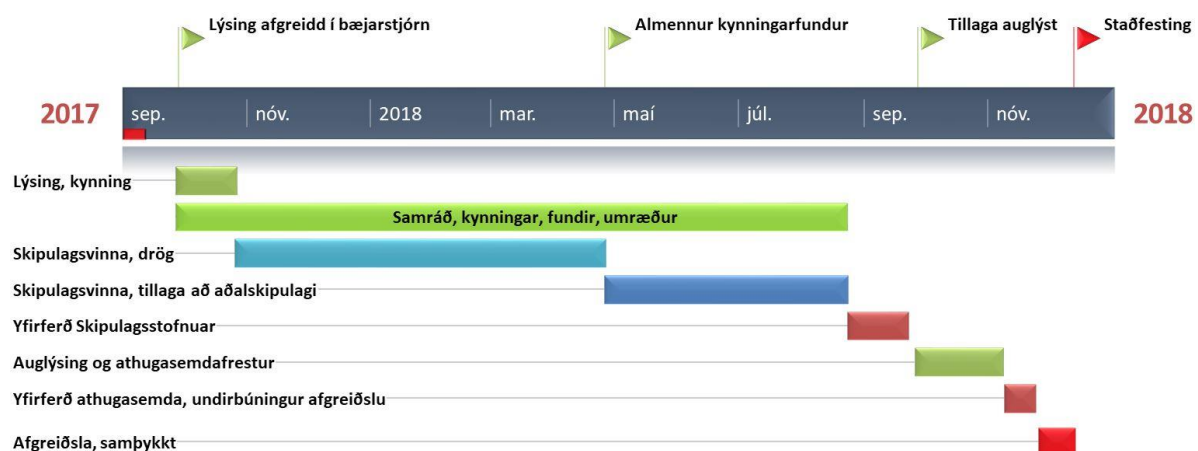 Lýsing afgreidd í bæjarstjórn
Almennur kynningarfundur
Tillaga auglýst
Staðfesting
2017
sep.
nóv.
2018
mar.
maí
júl.
sep.
nóv.
2018
Lýsing, kynning
Samráð, kynningar, fundir, umræður
Skipulagsvinna, drög
Skipulagsvinna, tillaga að aðalskipulagi
Yfirferð Skipulagsstofnuar
Auglýsing og athugasemdafrestur
Yfirferð athugasemda, undirbúningur afgreiðslu
Afgreiðsla, samþykkt